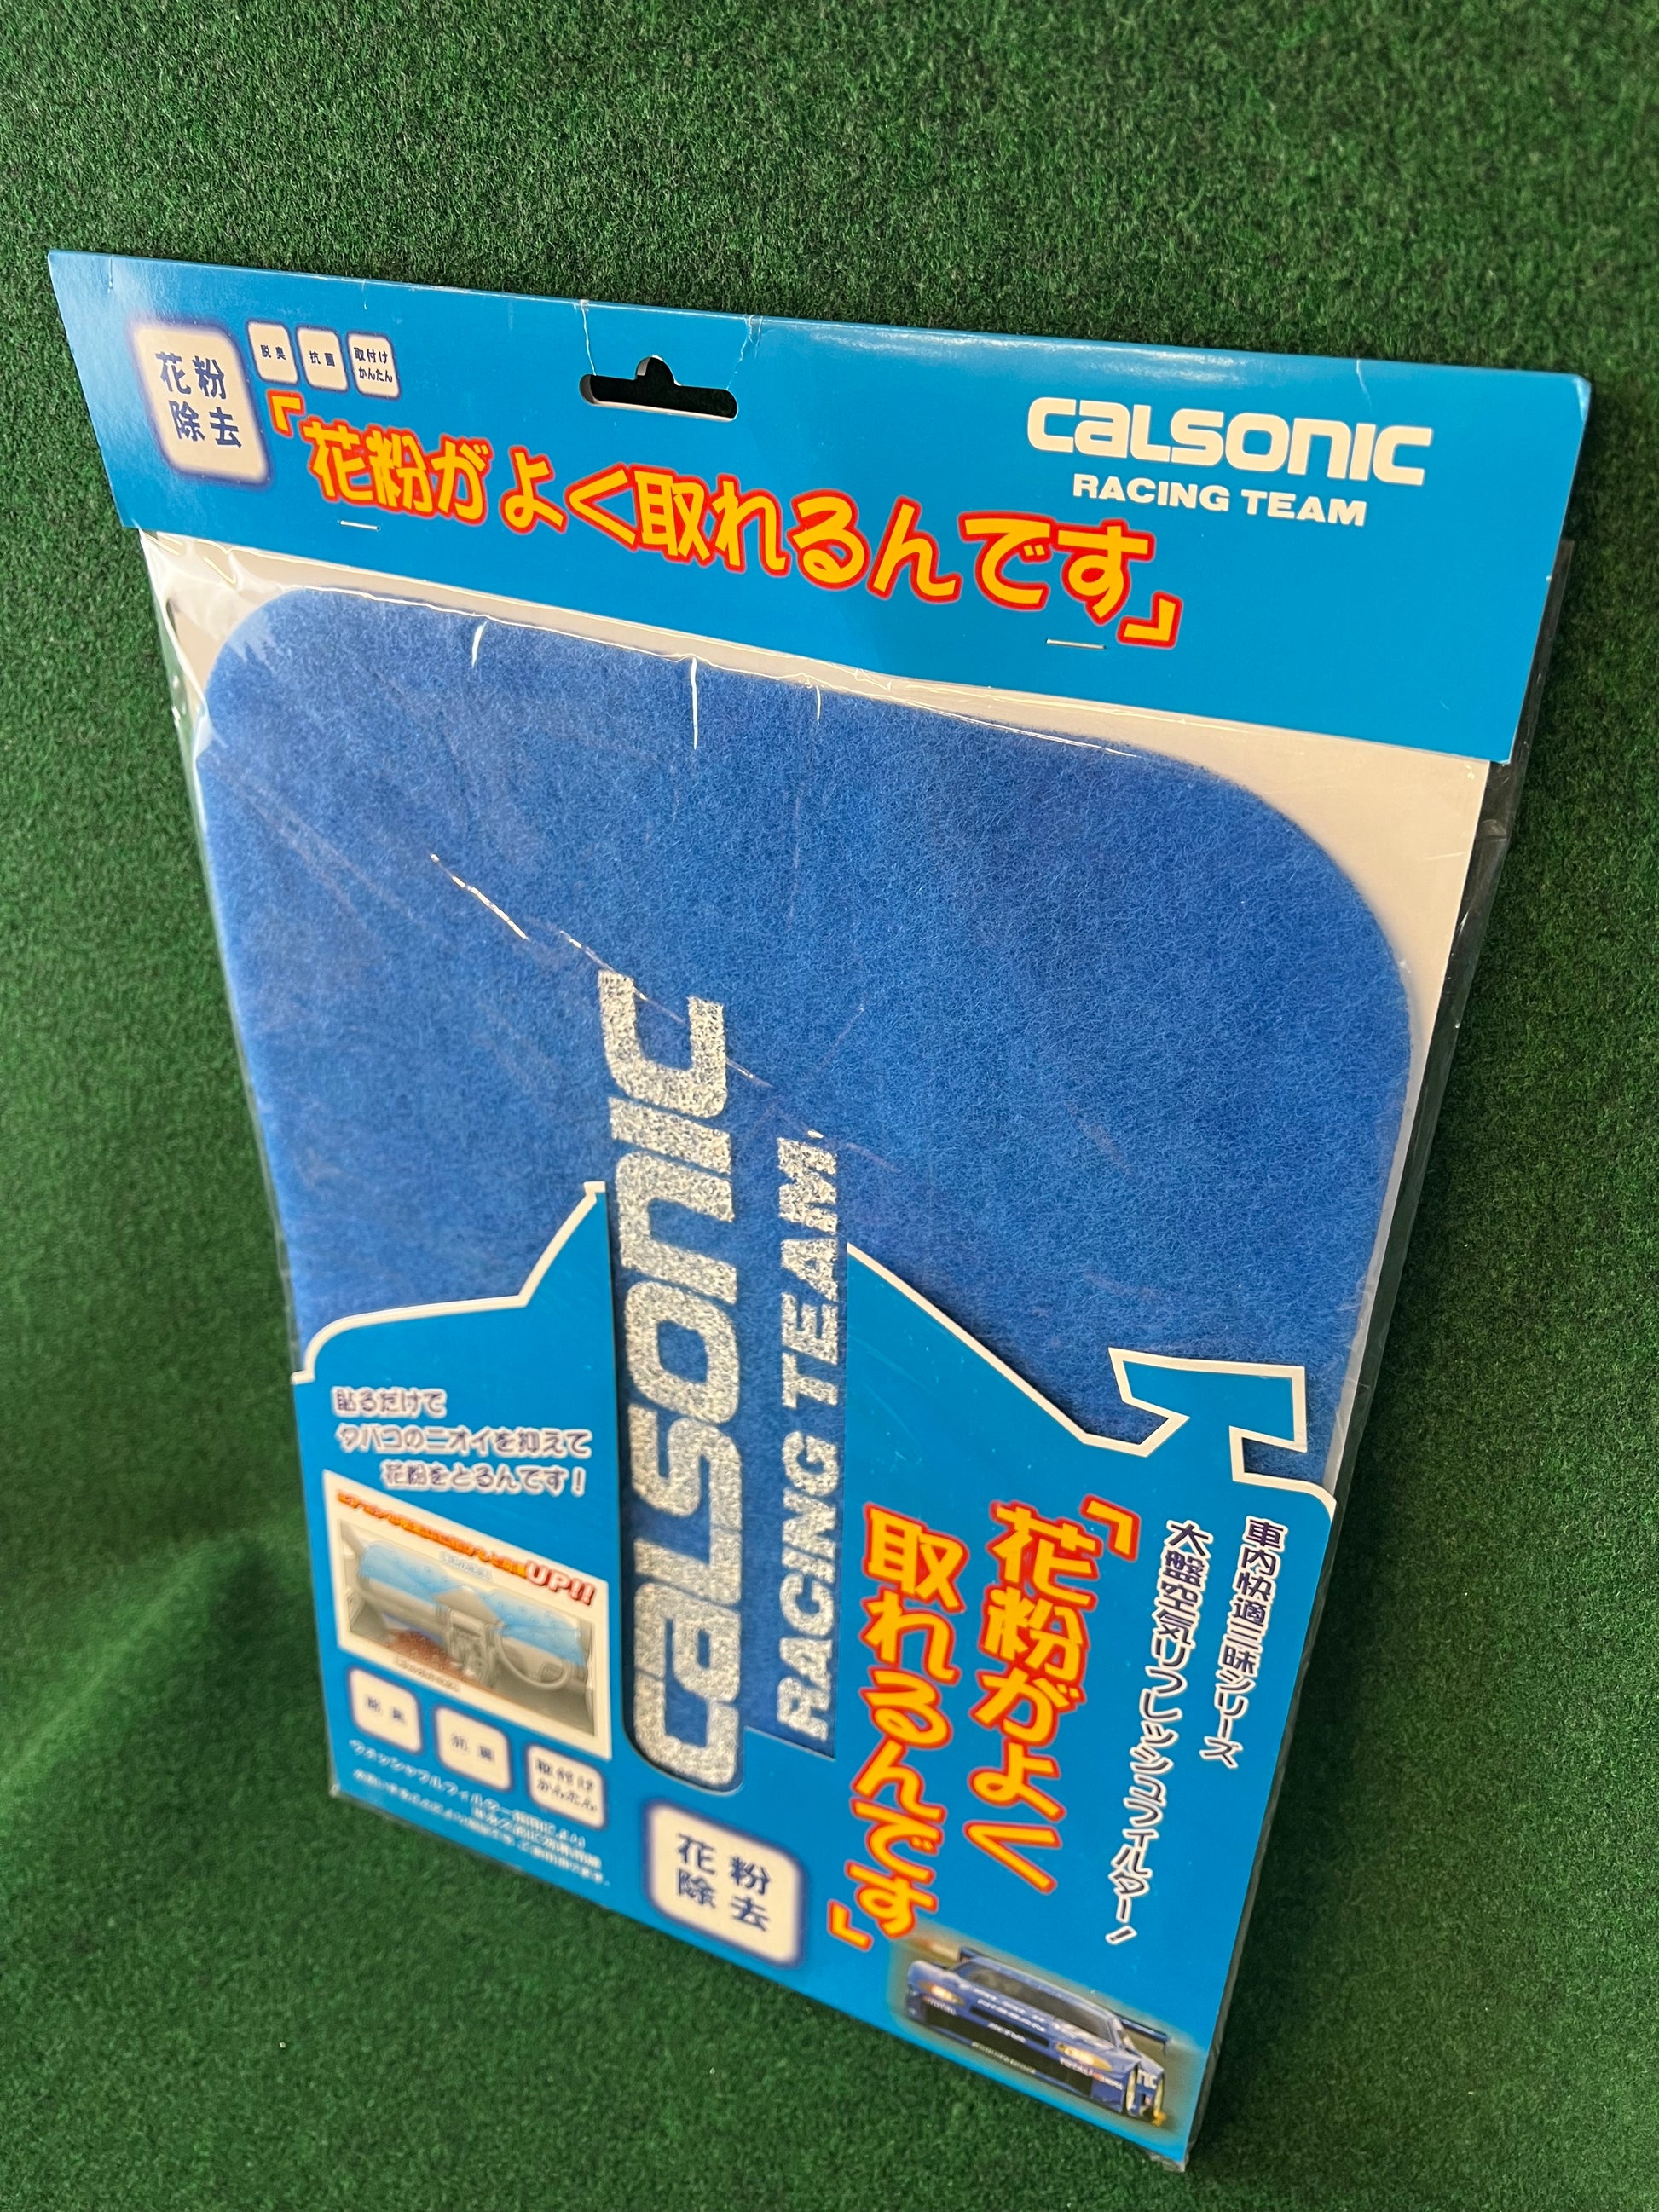 花粉
除去
脱臭
抗菌
取付け
かんたん
CALSONIC
RACING TEAM
「花粉がよく取れるんです」
CALSONIC
RACING TEAM
貼るだけで
タバコのニオイを抑えて
花粉をとるんです!
UP!!
脱臭
抗菌
取付け
かんたん
花粉
除去
車内快適三昧シリーズ
大盤空気リフレッシュフィルター!
「花粉がよく
取れるんです」